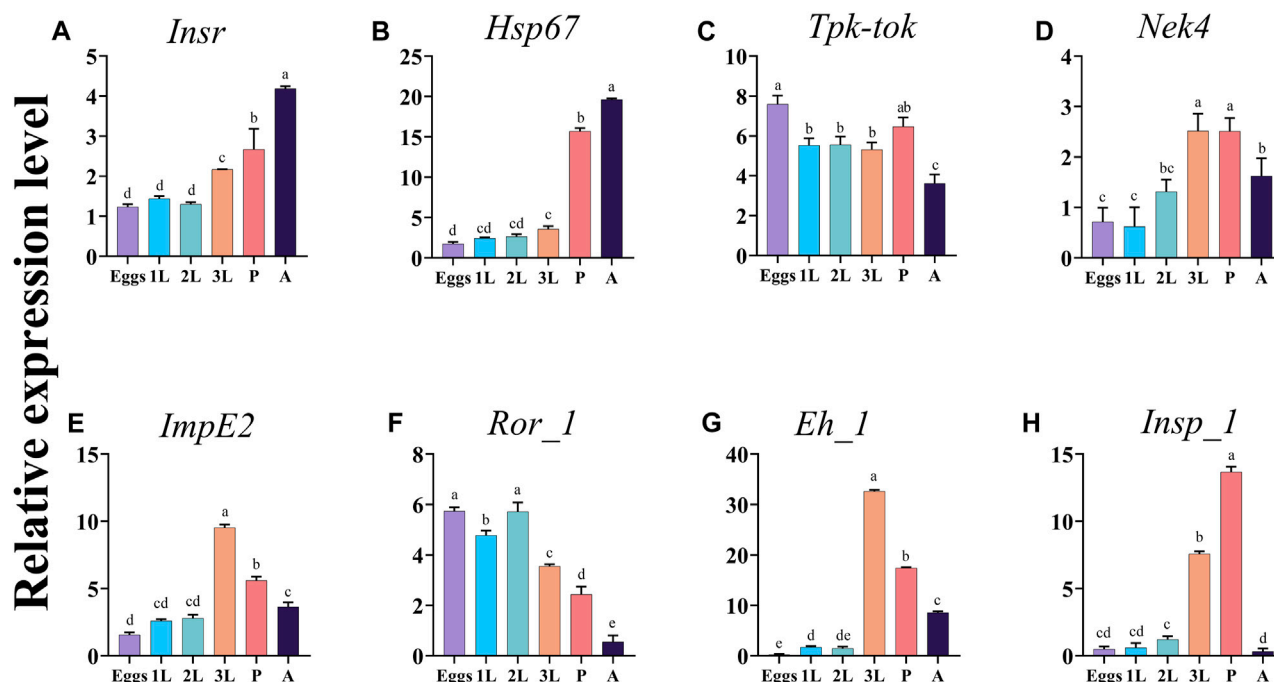 Relative expression level
A Insr
5
4
3
2
1
0
d d d c b a
Eggs 1L 2L 3L P A
B Hsp67
25
20
15
10
5
0
d cd cd c b a
Eggs 1L 2L 3L P A
C Tpk-tok
10
8
6
4
2
0
a b b b ab c
Eggs 1L 2L 3L P A
D Nek4
4
3
2
1
0
c c bc a a b
Eggs 1L 2L 3L P A
E ImpE2
15
10
5
0
d cd cd a b c
Eggs 1L 2L 3L P A
F Ror_1
8
6
4
2
0
a b a c d e
Eggs 1L 2L 3L P A
G Eh_1
40
30
20
10
0
e d de a b c
Eggs 1L 2L 3L P A
H Insp_1
15
10
5
0
cd cd c b a d
Eggs 1L 2L 3L P A